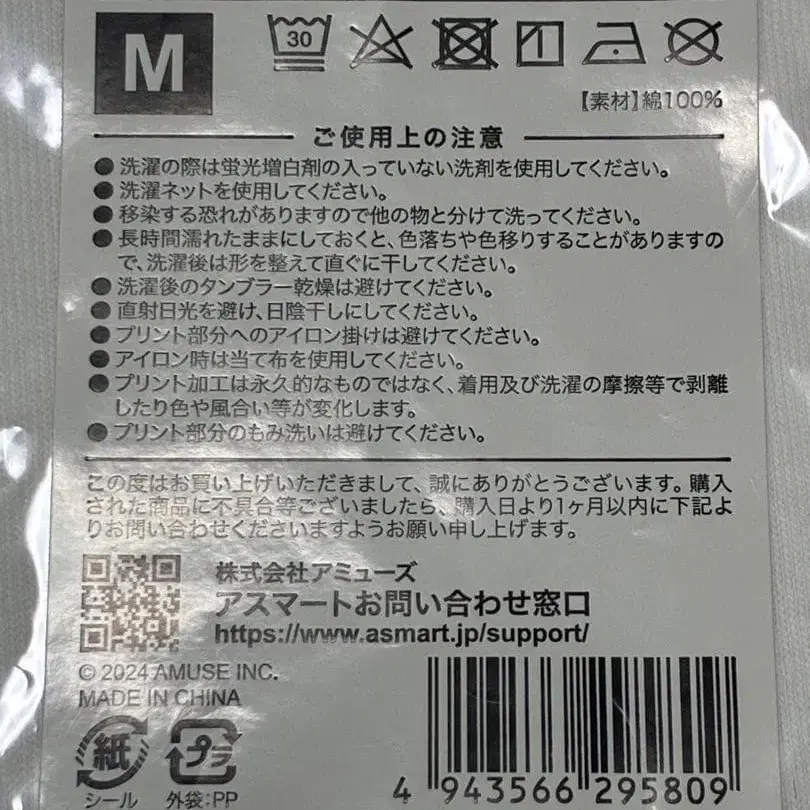 M
30
【素材】綿100%
ご使用上の注意
●洗濯の際は蛍光増白剤の入っていない洗剤を使用してください。
●洗濯ネットを使用してください。
●移染する恐れがありますので他の物と分けて洗ってください。
●長時間濡れたままにしておくと、色落ちや色移りすることがありますの
で、洗濯後は形を整えて直ぐに干してください。
●洗濯後のタンブラー乾燥は避けてください。
●直射日光を避け、日陰干しにしてください。
●プリント部分へのアイロン掛けは避けてください。
●アイロン時は当て布を使用してください。
●プリント加工は永久的なものではなく、着用及び洗濯の摩擦等で剥離
したり色や風合い等が変化します。
●プリント部分のもみ洗いは避けてください。
この度はお買い上げいただきまして、誠にありがとうございます。購入
された商品に不具合等ございましたら、購入日より1ヶ月以内に下記よ
りお問い合わせくださいますようお願い申し上げます。
株式会社アミューズ
アスマートお問い合わせ窓口
https://www.asmart.jp/support/
© 2024 AMUSE INC.
MADE IN CHINA
紙
シール
プラ
外袋:PP
4 943566 295809